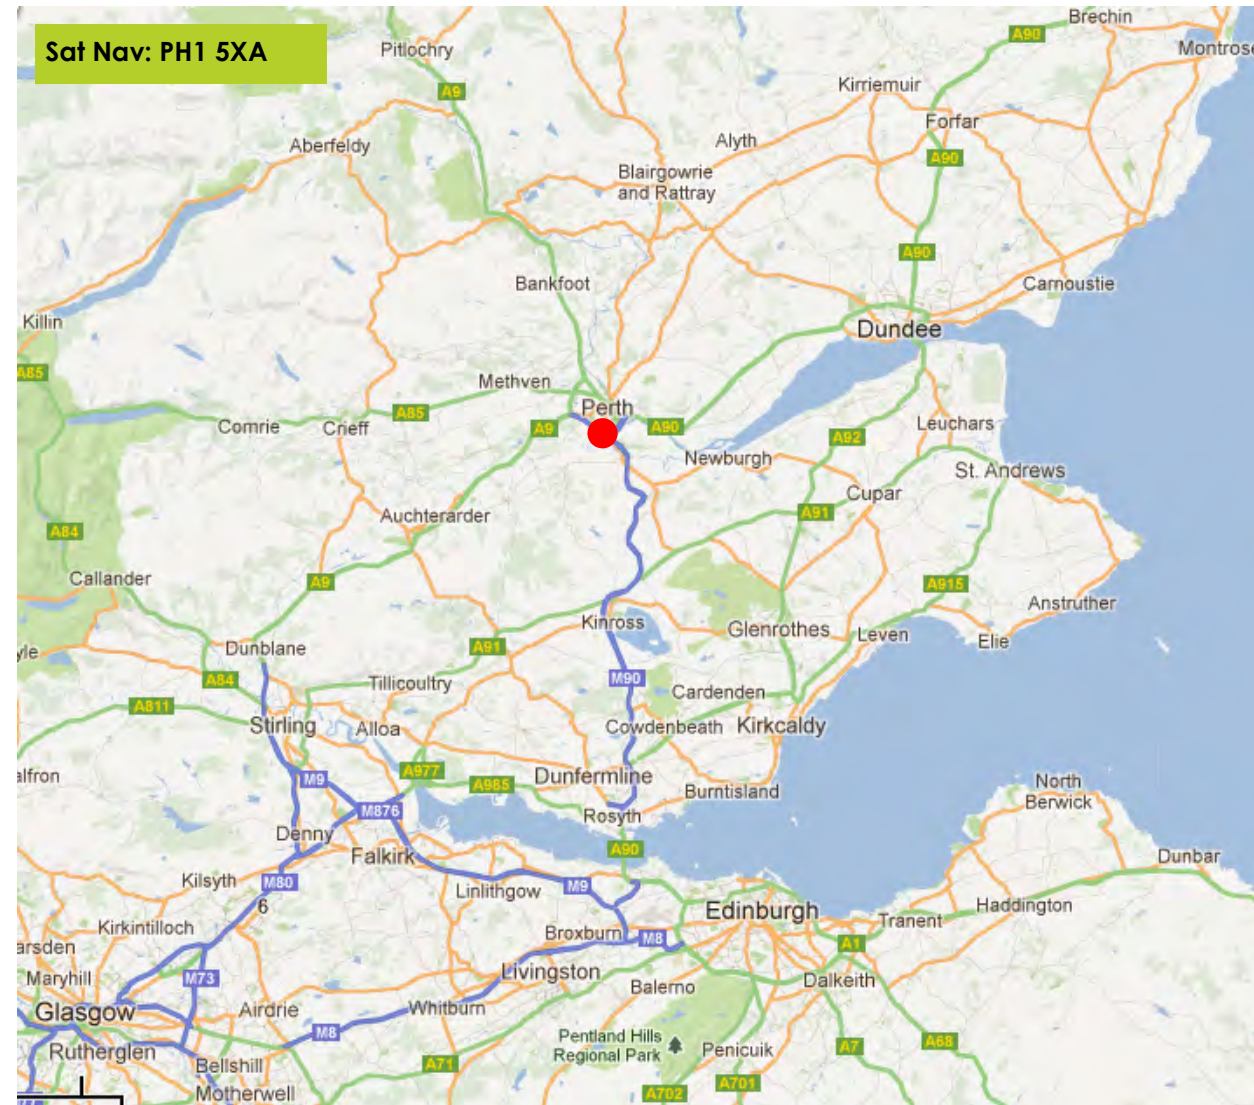 Sat Nav: PH1 5XA
Brechin
A90
Pitlochry
Montrose
Kirriemuir
A9
Forfar
Alyth
Aberfeldy
A90
Blairgowrie
and Rattray
A90
Bankfoot
Carnoustie
Killin
Dundee
A85
Methven
Perth
A85
Comrie
Crieff
A9
A90
A92
Leuchars
Newburgh
St. Andrews
Cupar
A91
Auchterarder
A84
Callander
A9
A915
Anstruther
Kinross
Glenrothes
Leven
Elie
Dunblane
A91
yle
A84
M90
Tillicoultry
Cardenden
A811
Stirling
Alloa
Cowdenbeath
Kirkcaldy
alfron
M9
A977
A985
Dunfermline
Burntisland
North
Berwick
M876
Rosyth
Denny
A90
Falkirk
Dunbar
Kilsyth
M80
6
Linlithgow
M9
Edinburgh
Haddington
Tranent
Kirkintilloch
Broxburn
M8
A1
arsden
Maryhill
M73
Livingston
Balerno
Dalkeith
Glasgow
Airdrie
Whitburn
M8
Pentland Hills
Regional Park
Penicuik
A7
A68
Rutherglen
Bellshill
A71
Motherwell
A702
A701